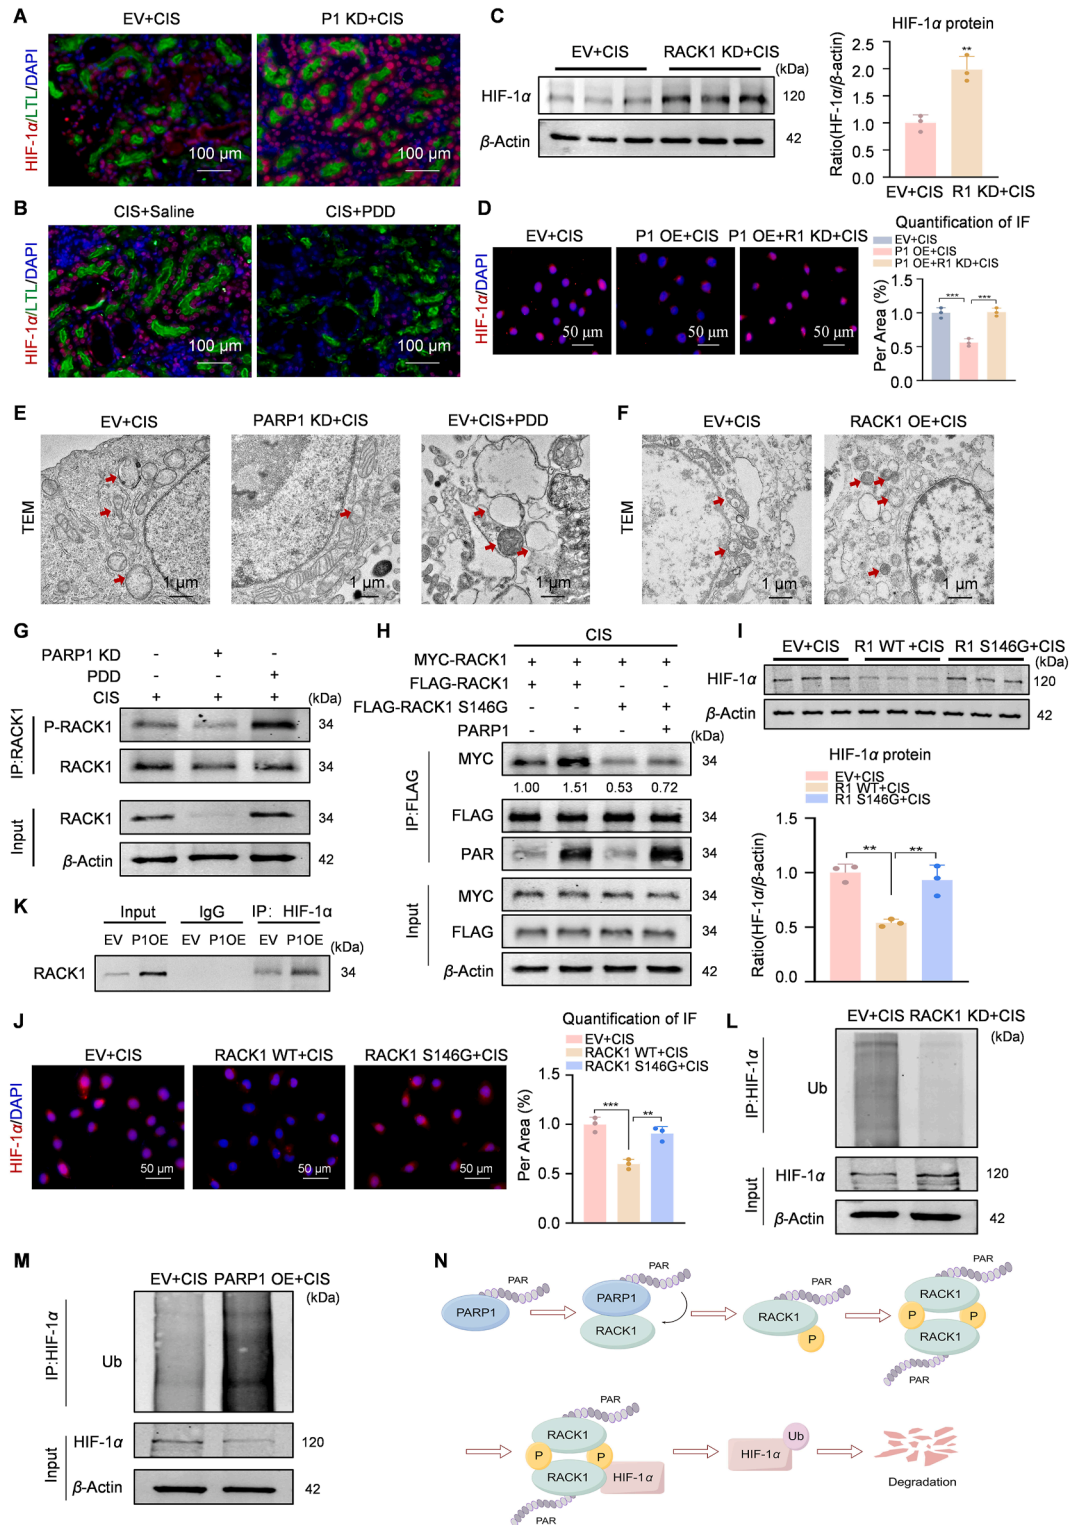 A
EV+CIS
P1 KD+CIS
HIF-1α/LTL/DAPI
100 μm
100 μm
B
CIS+Saline
CIS+PDD
HIF-1α/LTL/DAPI
100 μm
100 μm
C
EV+CIS
RACK1 KD+CIS
(kDa)
HIF-1α
120
β-Actin
42
HIF-1α protein
Ratio(HF-1α/β-actin)
2.5
2.0
1.5
1.0
0.5
0.0
**
EV+CIS R1 KD+CIS
D
EV+CIS
P1 OE+CIS
P1 OE+R1 KD+CIS
HIF-1α/DAPI
50 μm
50 μm
50 μm
Quantification of IF
EV+CIS
P1 OE+CIS
P1 OE+R1 KD+CIS
Per Area (%)
1.5
1.0
0.5
0.0
***
***
E
EV+CIS
PARP1 KD+CIS
EV+CIS+PDD
TEM
1 μm
1 μm
1 μm
F
EV+CIS
RACK1 OE+CIS
TEM
1 μm
1 μm
G
PARP1 KD - + -
PDD - - +
CIS + + + (kDa)
IP:RACK1
P-RACK1
34
RACK1
34
Input
RACK1
34
β-Actin
42
H
CIS
MYC-RACK1 + + + +
FLAG-RACK1 + + - -
FLAG-RACK1 S146G - - + +
PARP1 - + - +
(kDa)
IP:FLAG
MYC
34
1.00 1.51 0.53 0.72
FLAG
34
PAR
34
Input
MYC
34
FLAG
34
β-Actin
42
I
EV+CIS R1 WT +CIS R1 S146G+CIS
(kDa)
HIF-1α
120
β-Actin
42
HIF-1α protein
EV+CIS
R1 WT+CIS
R1 S146G+CIS
Ratio(HF-1α/β-actin)
1.5
1.0
0.5
0.0
**
**
K
Input IgG IP: HIF-1α
EV P1OE EV P1OE EV P1OE
(kDa)
RACK1
34
J
EV+CIS
RACK1 WT+CIS
RACK1 S146G+CIS
HIF-1α/DAPI
50 μm
50 μm
50 μm
Quantification of IF
EV+CIS
RACK1 WT+CIS
RACK1 S146G+CIS
Per Area (%)
1.5
1.0
0.5
0.0
***
**
L
EV+CIS RACK1 KD+CIS
(kDa)
IP:HIF-1α
Ub
Input
HIF-1α
120
β-Actin
42
M
EV+CIS PARP1 OE+CIS
(kDa)
IP:HIF-1α
Ub
Input
HIF-1α
120
β-Actin
42
N
PAR
PARP1
PAR
PARP1
RACK1
PAR
RACK1
P
PAR
RACK1
P
P
RACK1
PAR
PAR
RACK1
P
P
RACK1
HIF-1α
PAR
Ub
HIF-1α
Degradation